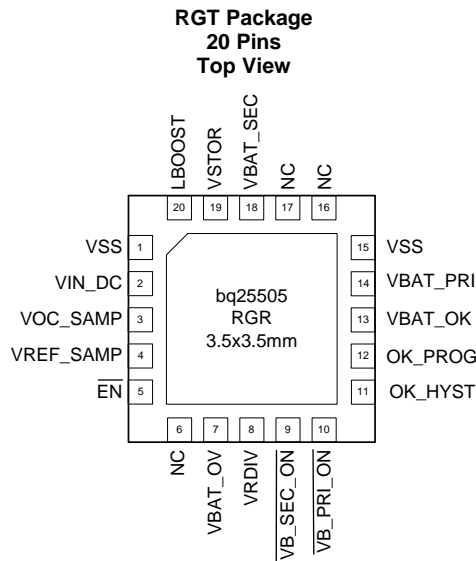 RGT Package
20 Pins
Top View
LBOOST
VSTOR
VBAT_SEC
NC
NC
20
19
18
17
16
VSS
1
15
VSS
VIN_DC
2
14
VBAT_PRI
VOC_SAMP
3
13
VBAT_OK
VREF_SAMP
4
12
OK_PROG
EN
5
11
OK_HYST
bq25505
RGR
3.5x3.5mm
6
7
8
9
10
NC
VBAT_OV
VRDIV
VB_SEC_ON
VB_PRI_ON